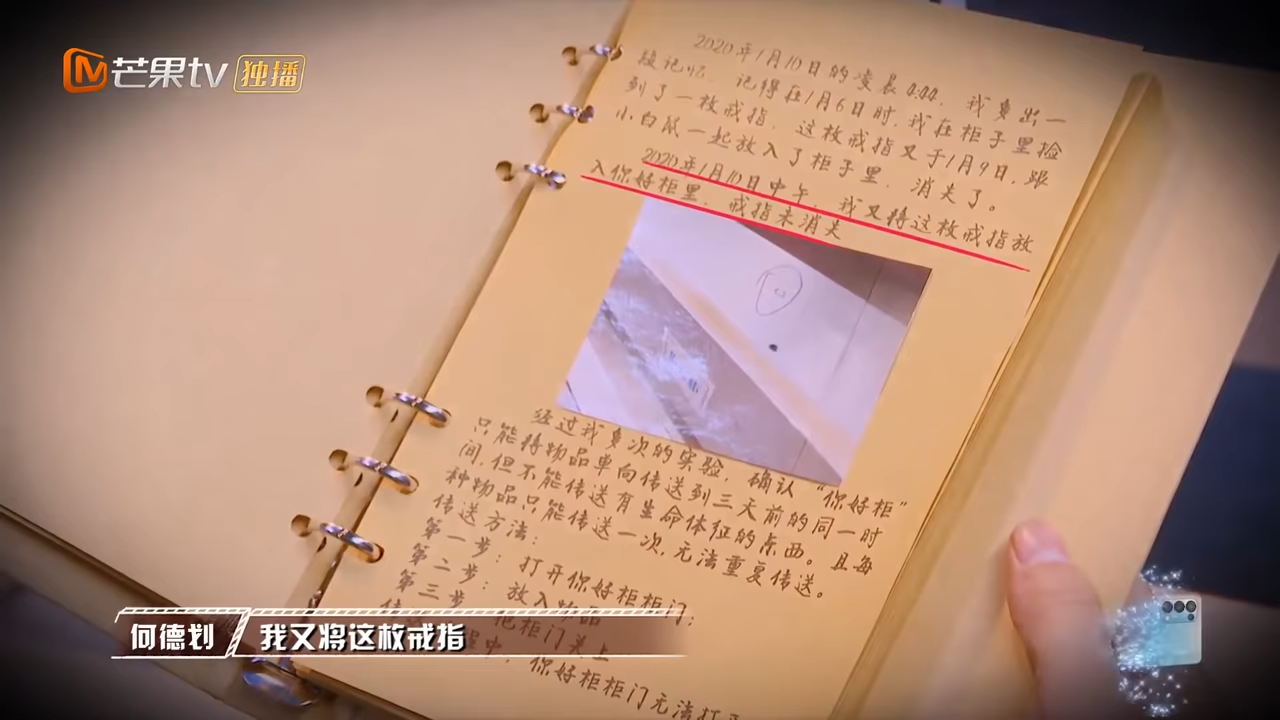 芒果tv 独播
2020年1月10日的凌晨4:44，我多出一
段记忆，记得在1月6日时，我在柜子里捡
到了一枚戒指，这枚戒指又于1月9日，跟
小白鼠一起放入了柜子里，消失了。
2020年1月10日中午，我又将这枚戒指放
入你好柜里，戒指未消失
经过我多次的实验，确认“你好柜”
只能将物品单向传送到三天前的同一时
间，但不能传送有生命体征的东西。且每
种物品只能传送一次，无法重复传送。
传送方法：
第一步：打开你好柜柜门；
第二步：放入物品
第三步 把柜门关上
程中，你好柜柜门无法打开
何德划 我又将这枚戒指